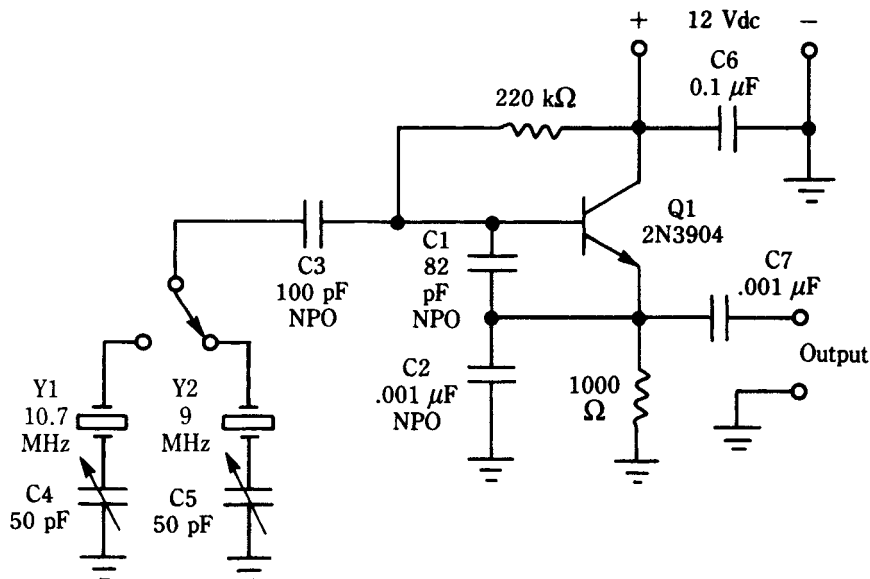 + 12 Vdc −
C6
0.1 μF
220 kΩ
Q1
2N3904
C3
100 pF
NPO
C1
82
pF
NPO
C7
.001 μF
Output
C2
.001 μF
NPO
1000
Ω
Y1
10.7
MHz
Y2
9
MHz
C4
50 pF
C5
50 pF